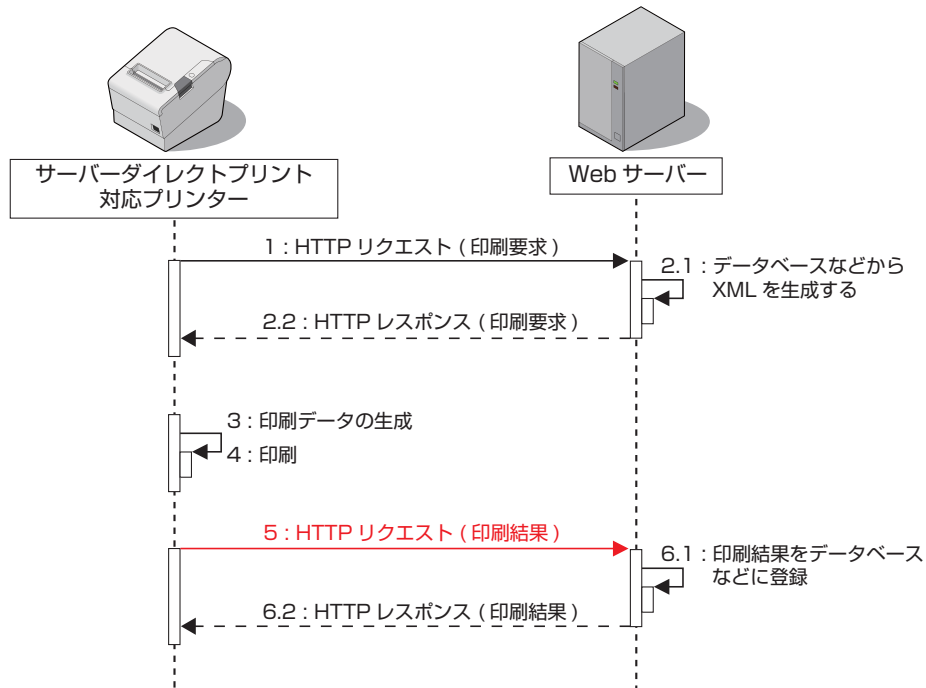 サーバーダイレクトプリント
対応プリンター
Web サーバー
1 : HTTP リクエスト ( 印刷要求 )
2.1 : データベースなどから
XML を生成する
2.2 : HTTP レスポンス ( 印刷要求 )
3 : 印刷データの生成
4 : 印刷
5 : HTTP リクエスト ( 印刷結果 )
6.1 : 印刷結果をデータベース
などに登録
6.2 : HTTP レスポンス ( 印刷結果 )